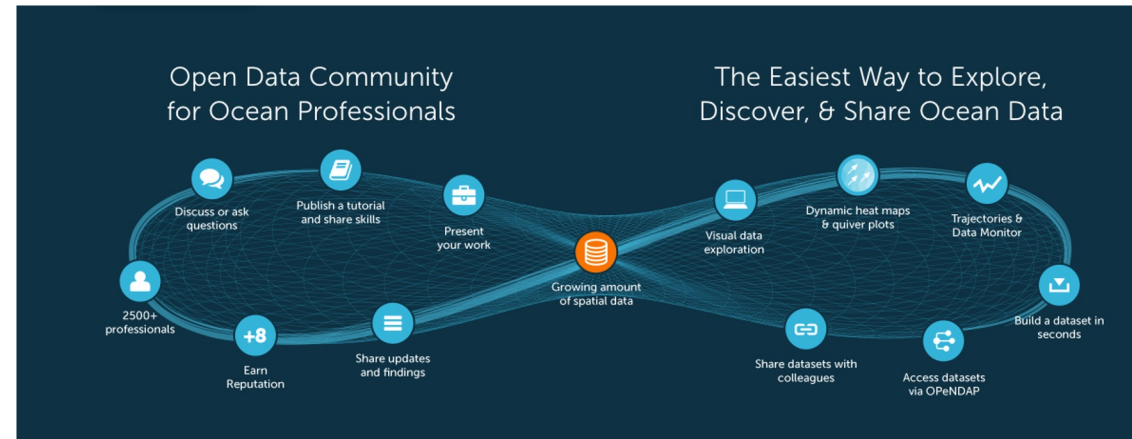 Open Data Community
for Ocean Professionals
Discuss or ask
questions
Publish a tutorial
and share skills
Present
your work
2500+
professionals
+8
Earn
Reputation
Share updates
and findings
Growing amount
of spatial data
The Easiest Way to Explore,
Discover, & Share Ocean Data
Visual data
exploration
Dynamic heat maps
& quiver plots
Trajectories &
Data Monitor
Build a dataset in
seconds
Access datasets
via OPeNDAP
Share datasets with
colleagues